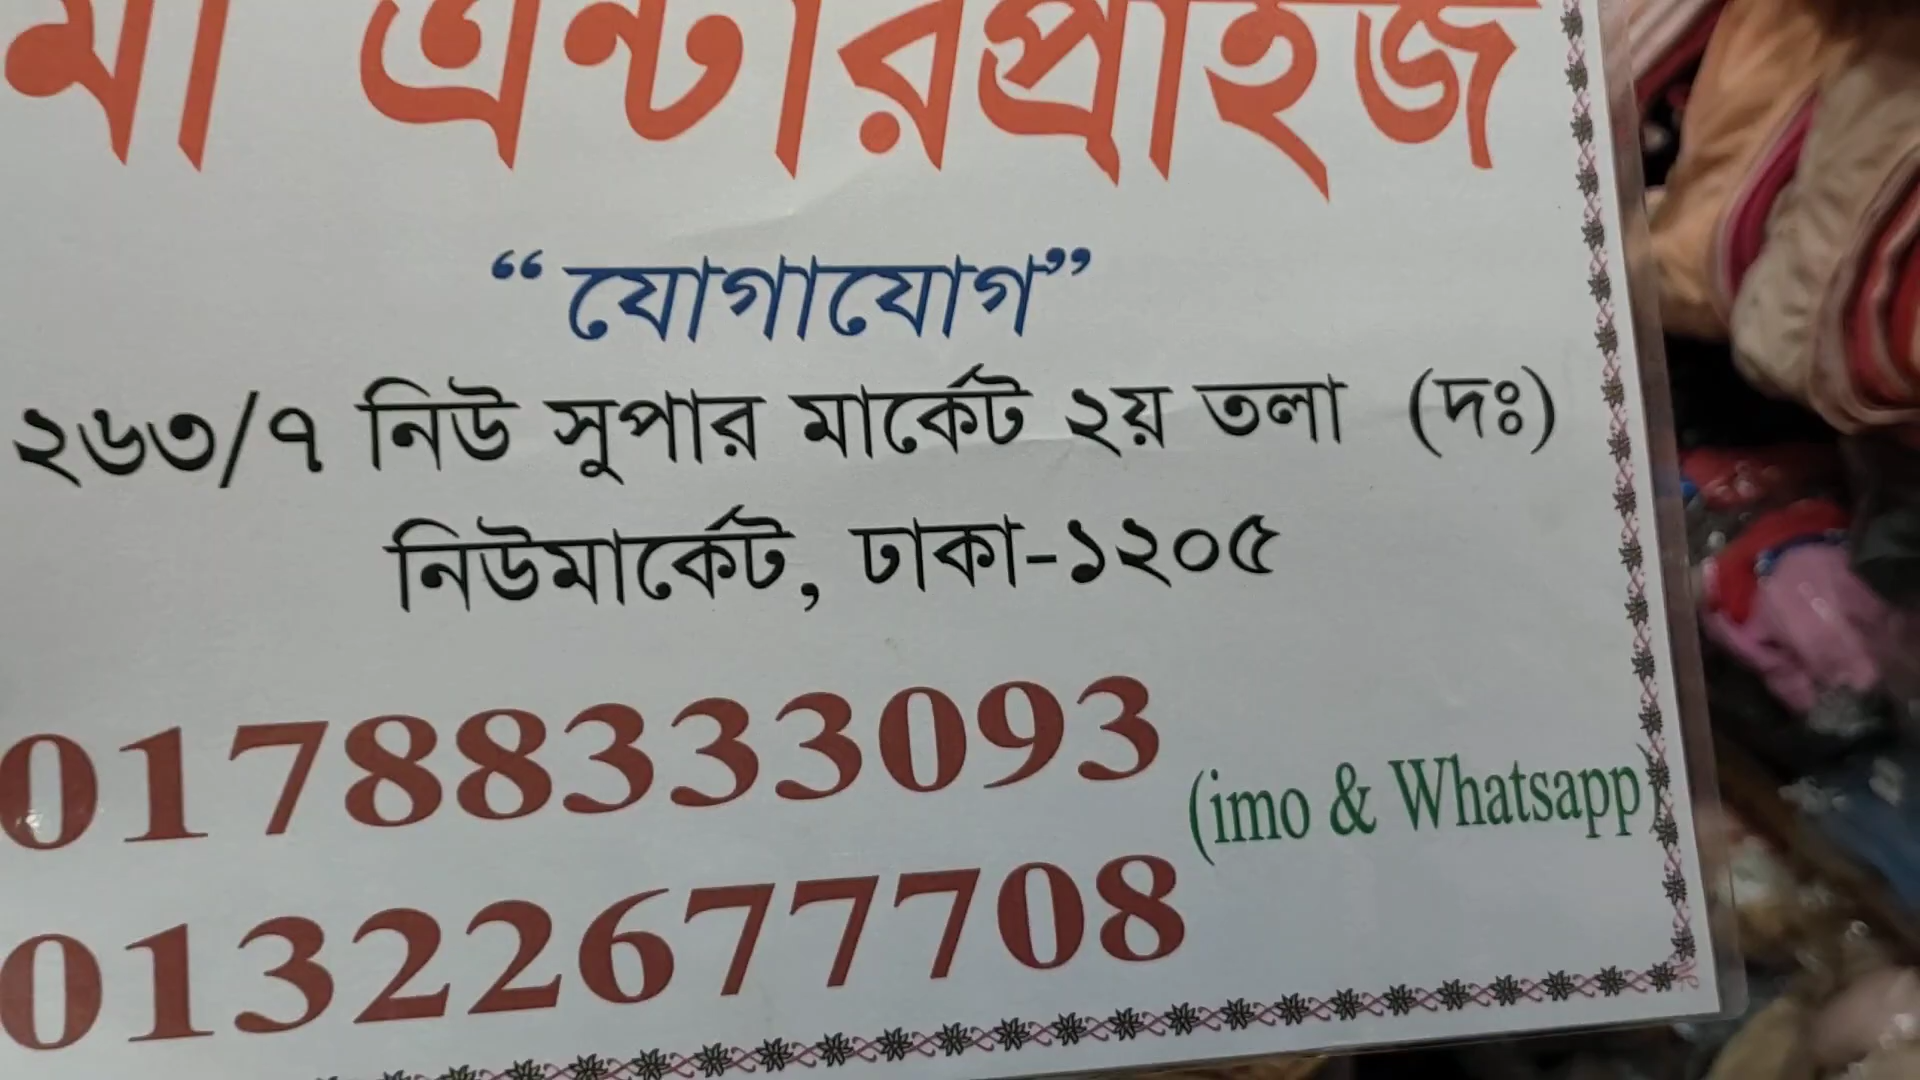 মা এন্টারপ্রাইজ
“যোগাযোগ”
২৬৩/৭ নিউ সুপার মার্কেট ২য় তলা (দঃ)
নিউমার্কেট, ঢাকা-১২০৫
01788333093
(imo & Whatsapp)
01322677708